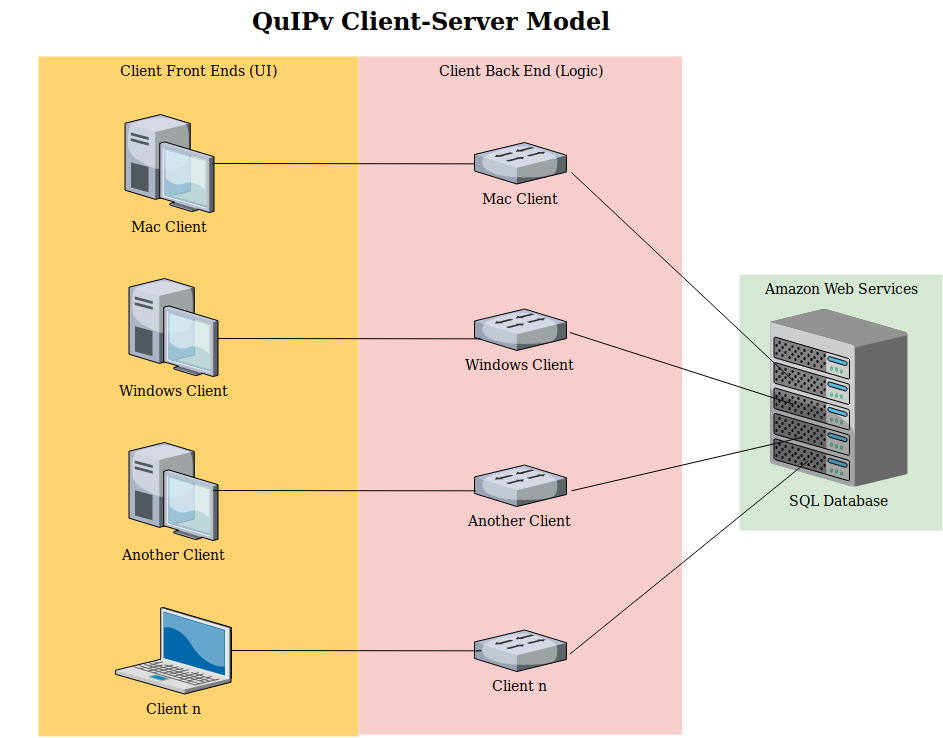 QuIPv Client-Server Model
Client Front Ends (UI)
Client Back End (Logic)
Mac Client
Mac Client
Amazon Web Services
Windows Client
Windows Client
SQL Database
Another Client
Another Client
Client n
Client n